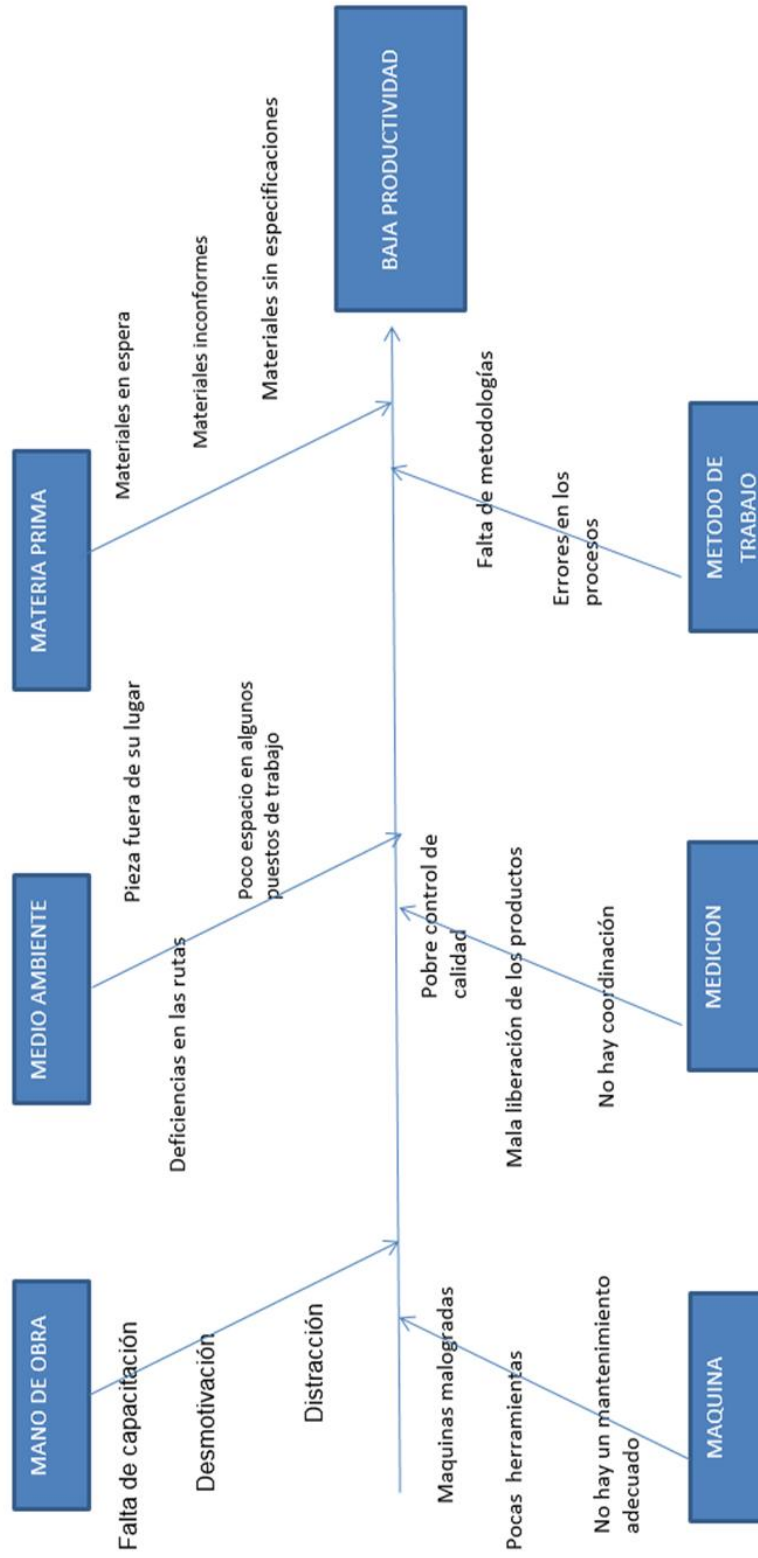 MANO DE OBRA
Falta de capacitación
Desmotivación
Distracción
MEDIO AMBIENTE
Pieza fuera de su lugar
Deficiencias en las rutas
Poco espacio en algunos
puestos de trabajo
MATERIA PRIMA
Materiales en espera
Materiales inconformes
Materiales sin especificaciones
BAJA PRODUCTIVIDAD
Maquinas malogradas
Pocas herramientas
No hay un mantenimiento
adecuado
MAQUINA
Pobre control de
calidad
Mala liberación de los productos
No hay coordinación
MEDICION
Falta de metodologías
Errores en los
procesos
METODO DE
TRABAJO